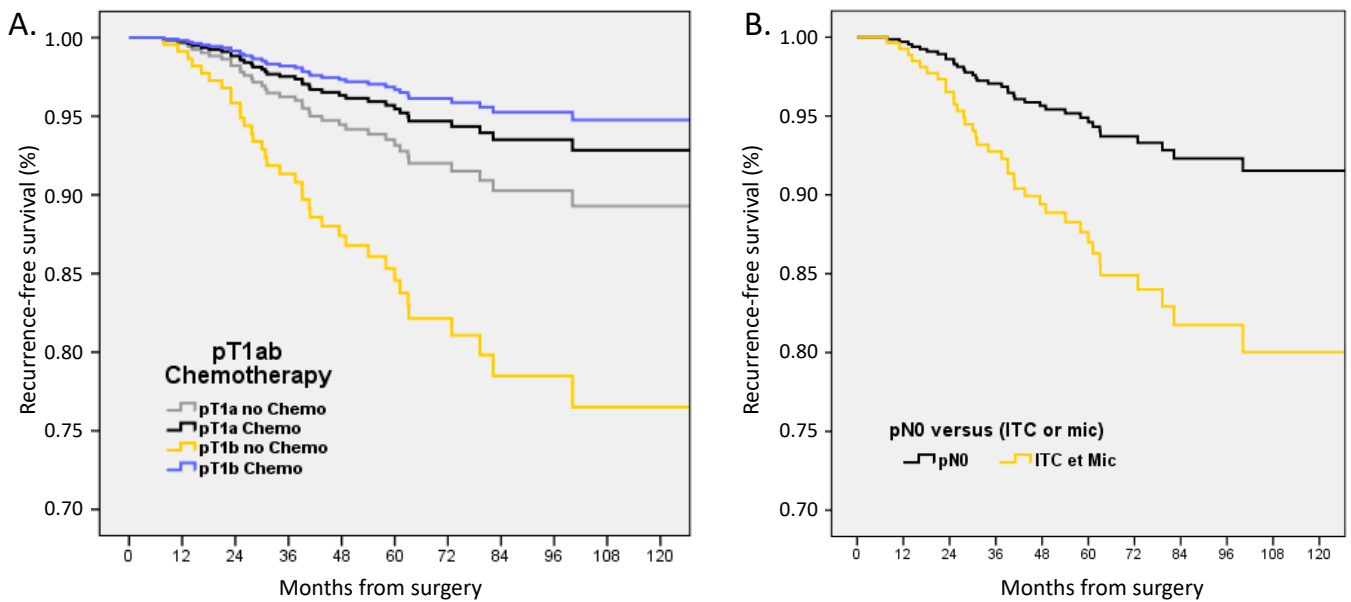 A.
Recurrence-free survival (%)
1.00
0.95
0.90
0.85
0.80
0.75
0.70
pT1ab
Chemotherapy
pT1a no Chemo
pT1a Chemo
pT1b no Chemo
pT1b Chemo
0 12 24 36 48 60 72 84 96 108 120
Months from surgery
B.
Recurrence-free survival (%)
1.00
0.95
0.90
0.85
0.80
0.75
0.70
pN0 versus (ITC or mic)
pN0 ITC et Mic
0 12 24 36 48 60 72 84 96 108 120
Months from surgery